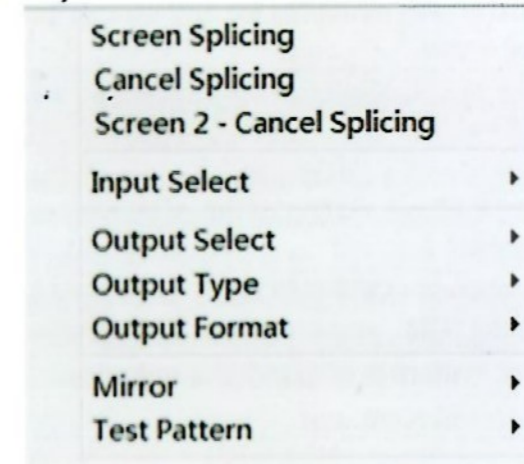 Screen Splicing
Cancel Splicing
Screen 2 - Cancel Splicing
Input Select
Output Select
Output Type
Output Format
Mirror
Test Pattern